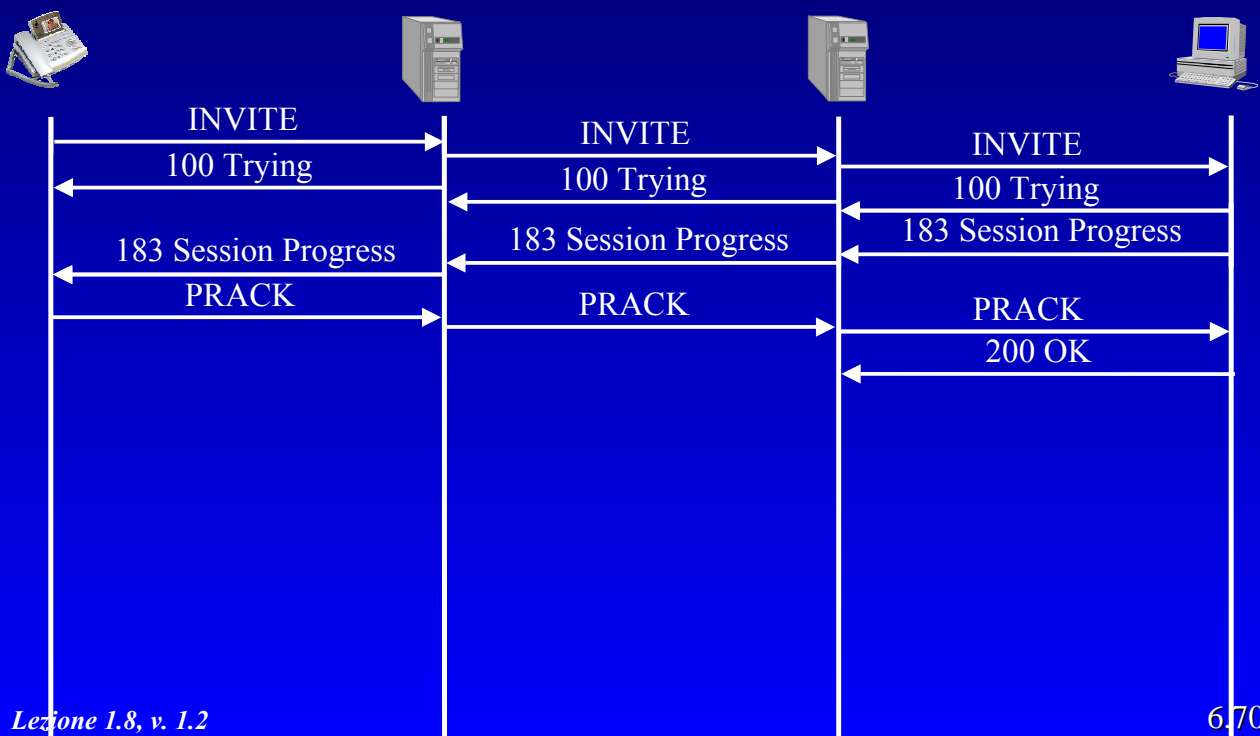 INVITE
INVITE
INVITE
100 Trying
100 Trying
100 Trying
183 Session Progress
183 Session Progress
183 Session Progress
PRACK
PRACK
PRACK
200 OK
Lezione 1.8, v. 1.2
6.70